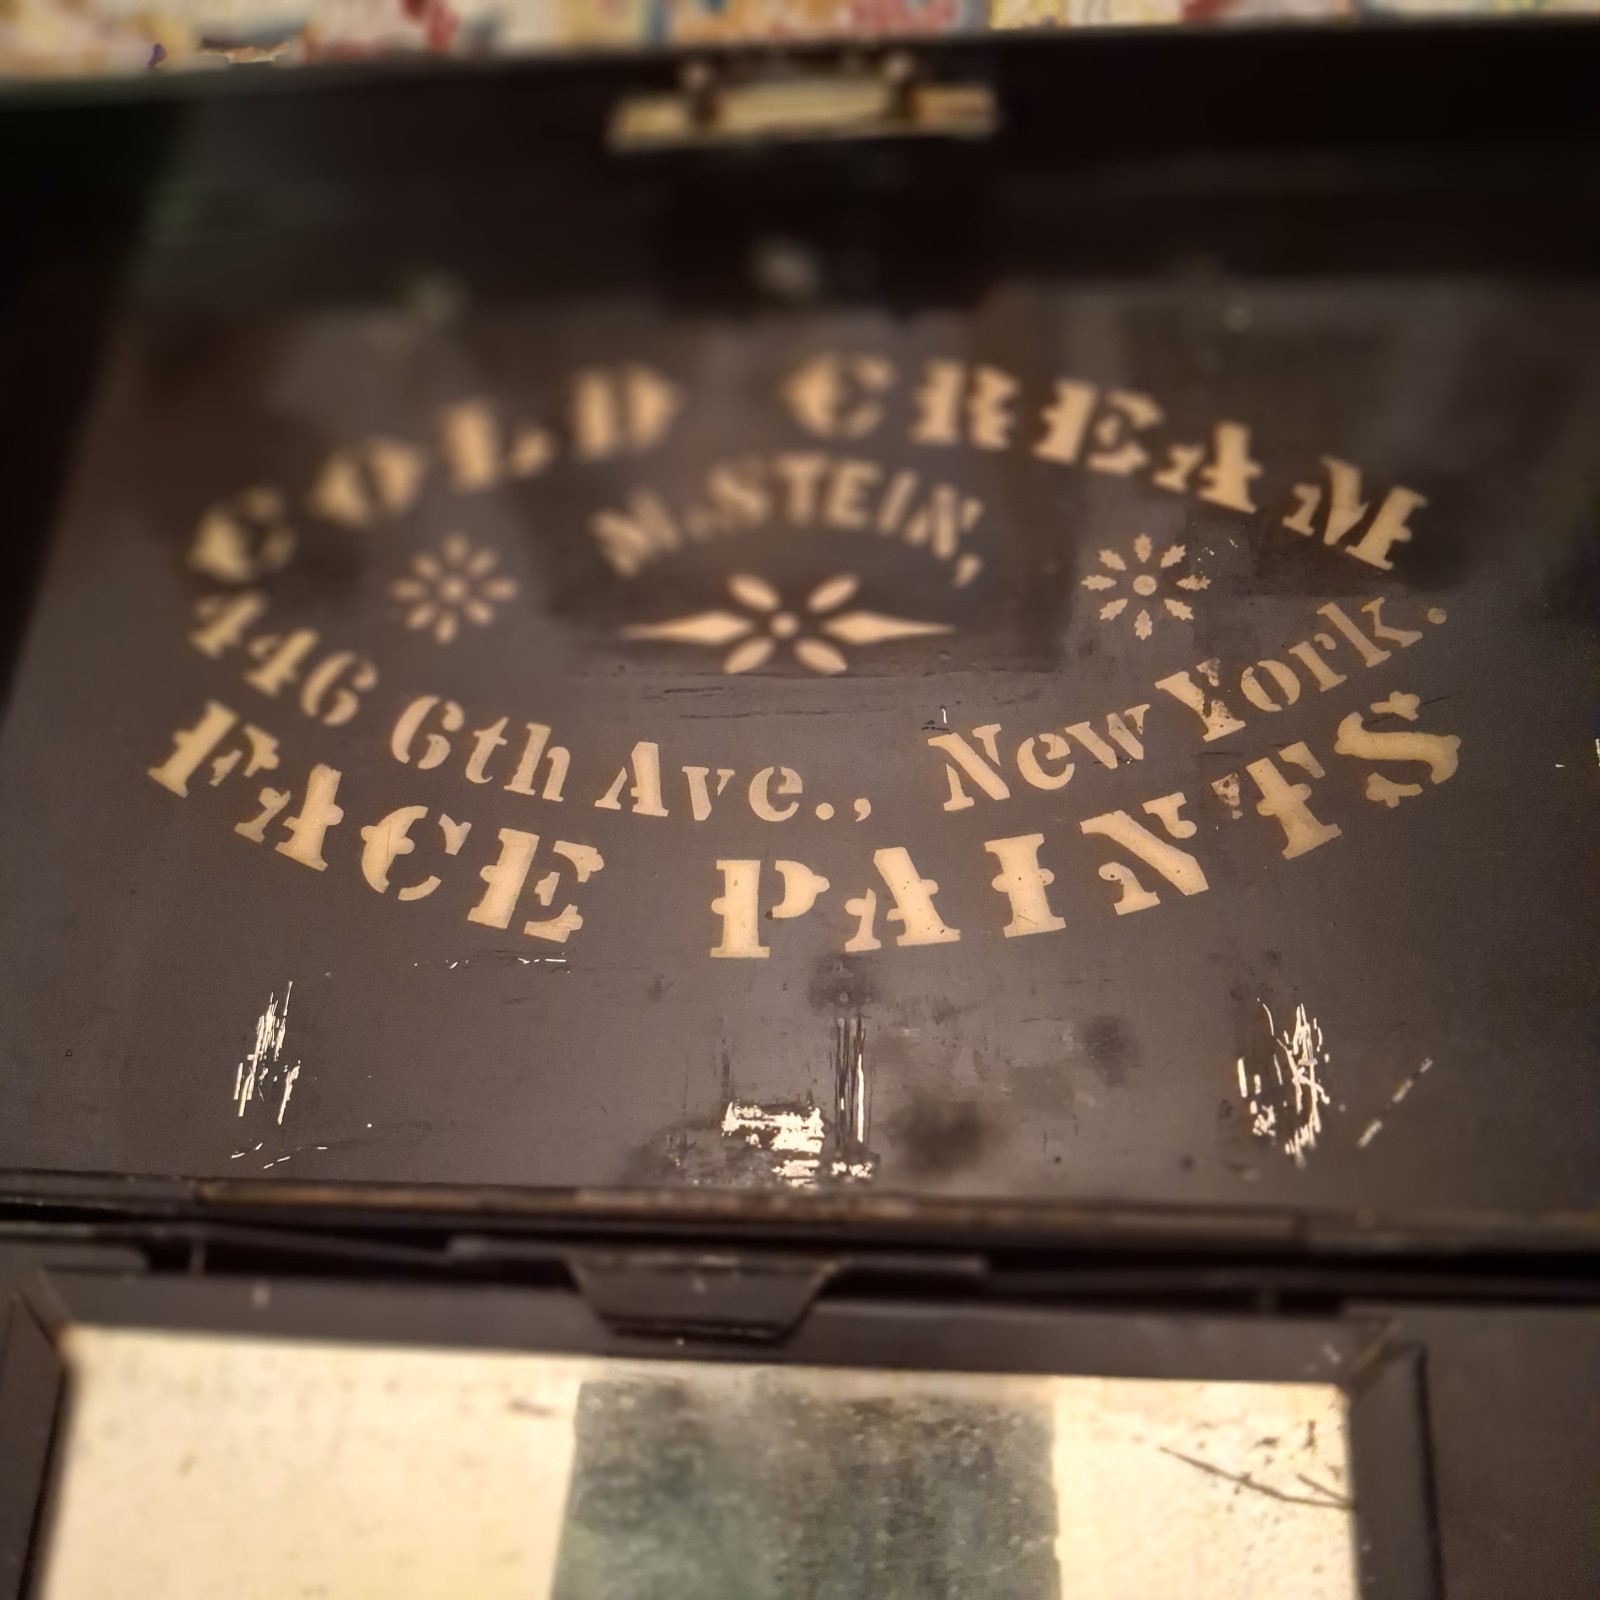 COLD CREAM
M. STEIN,
446 6th Ave., New York.
FACE PAINTS